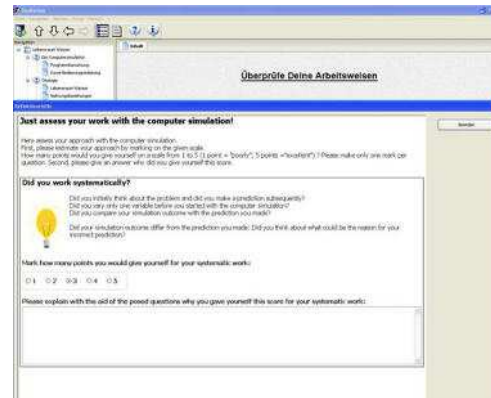 Inhalt
Lebensraum Wasser
Überprüfe Deine Arbeitsweisen
Just assess your work with the computer simulation!
Here assess your approach with the computer simulation.
First, please estimate your approach by marking on the given scale.
How many points would you give yourself on a scale from 1 to 5 (1 point = "poorly", 5 points ="excellent") ? Please make only one mark per
question. Second, please give an answer why did you give yourself this score.
Did you work systematically?
Did you initially think about the problem and did you make a prediction subsequently?
Did you vary only one variable before you started with the computer simulation?
Did you compare your simulation outcome with the prediction you made?
Did your simulation outcome differ from the prediction you made: Did you think about what could be the reason for your
incorrect prediction?
Mark how many points you would give yourself for your systematic work:
1 2 3 4 5
Please explain with the aid of the posed questions why you gave yourself this score for your systematic work: